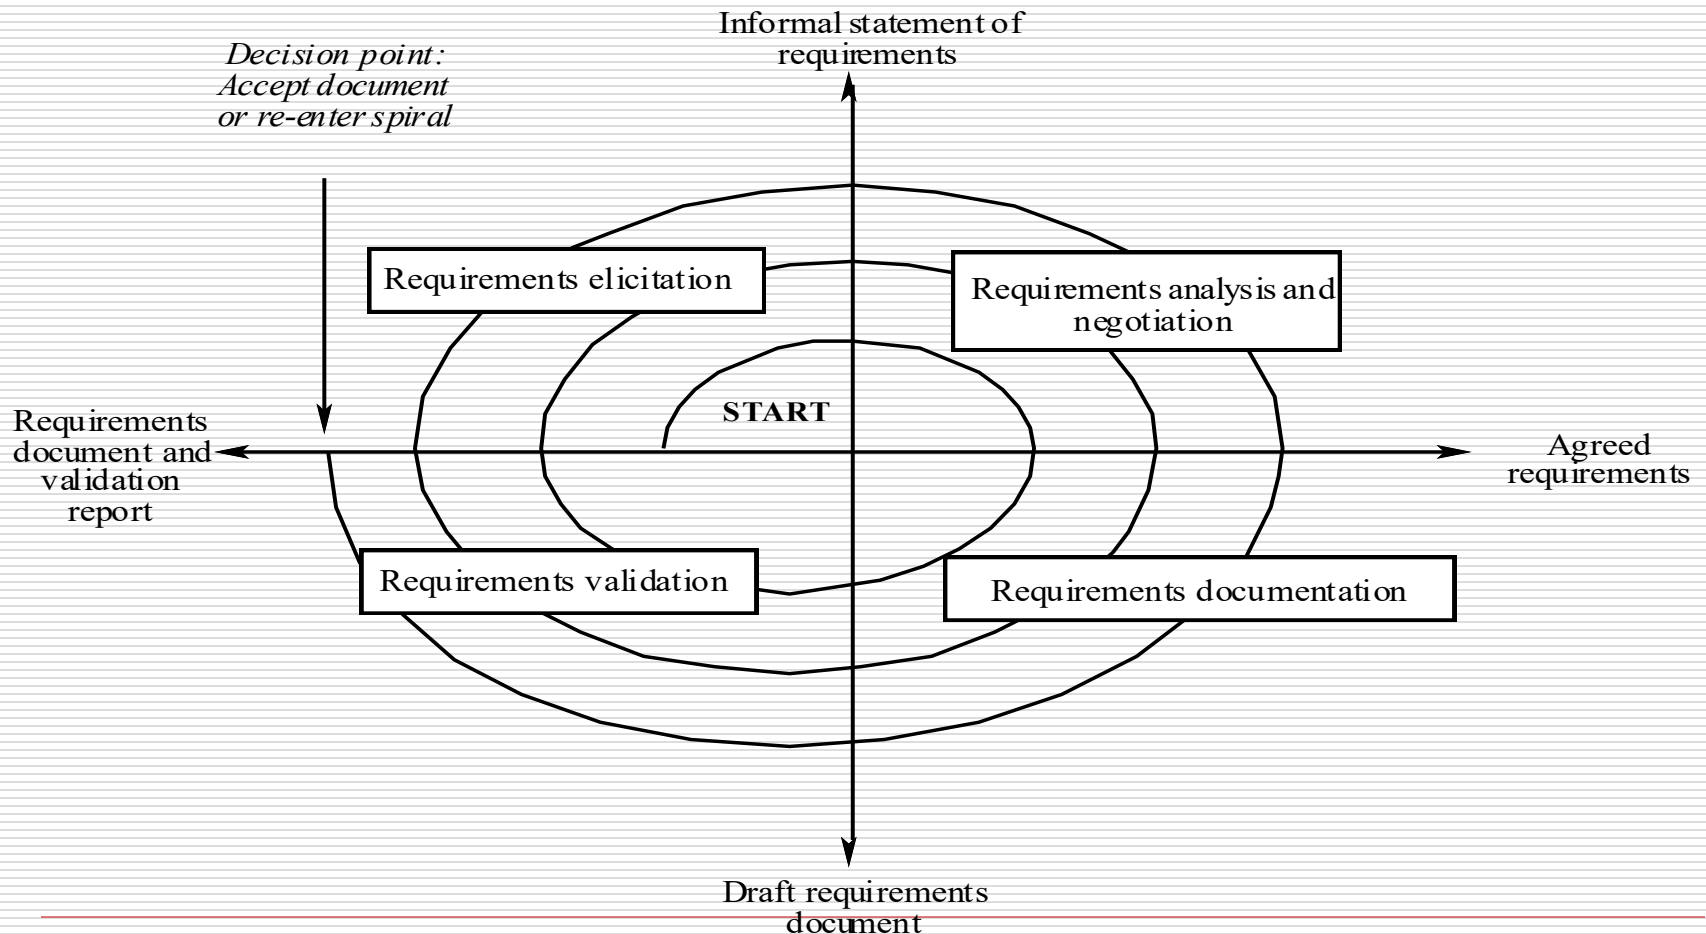 Informal statement of
requirements
Decision point:
Accept document
or re-enter spiral
Requirements elicitation
Requirements analysis and
negotiation
START
Requirements
document and
validation
report
Agreed
requirements
Requirements validation
Requirements documentation
Draft requirements
document